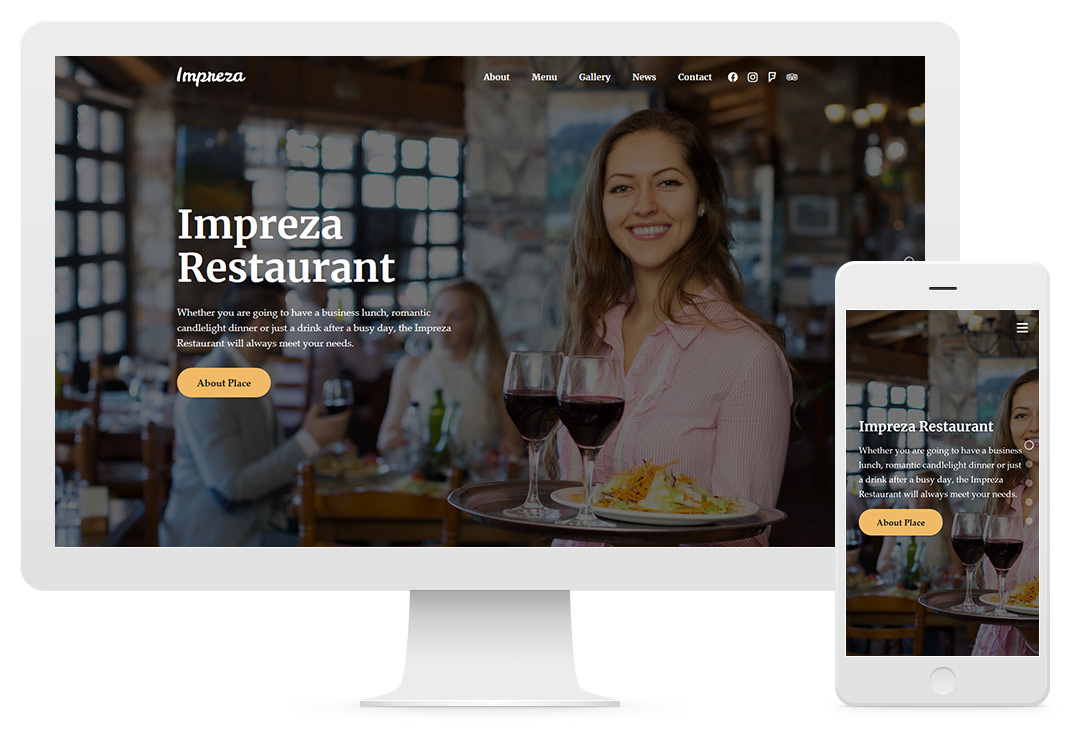 Impreza
About Menu Gallery News Contact
Impreza
Restaurant
Whether you are going to have a business lunch, romantic
candlelight dinner or just a drink after a busy day, the Impreza
Restaurant will always meet your needs.
About Place
Impreza Restaurant
Whether you are going to have a business
lunch, romantic candlelight dinner or just
a drink after a busy day, the Impreza
Restaurant will always meet your needs.
About Place